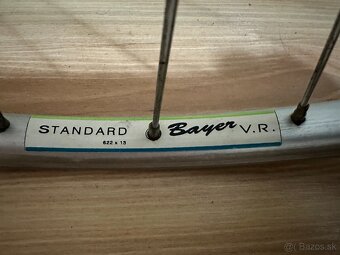 STANDARD Bayer V.R.
622 x 13
Bazos.sk